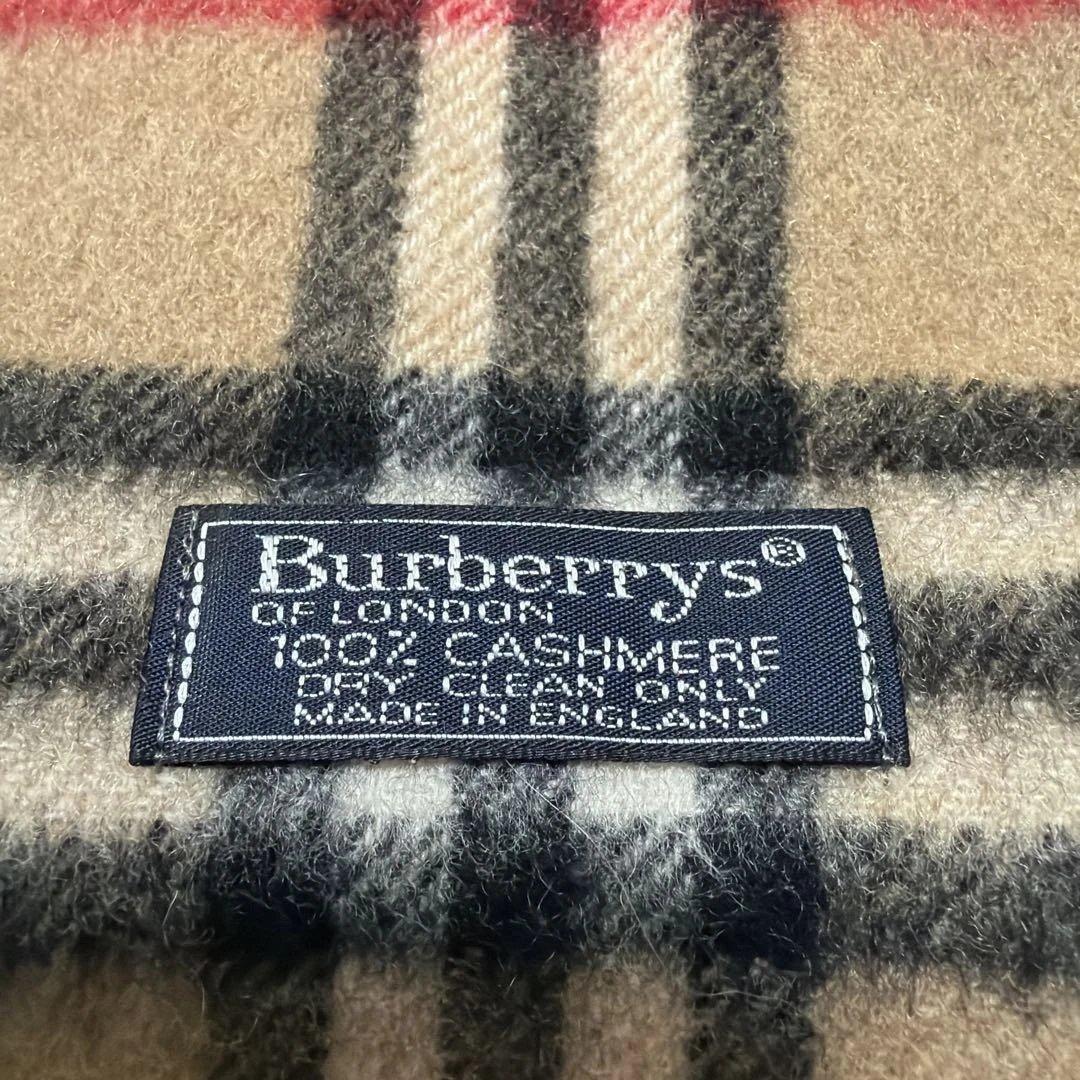 Burberrys®
OF LONDON
100% CASHMERE
DRY CLEAN ONLY
MADE IN ENGLAND